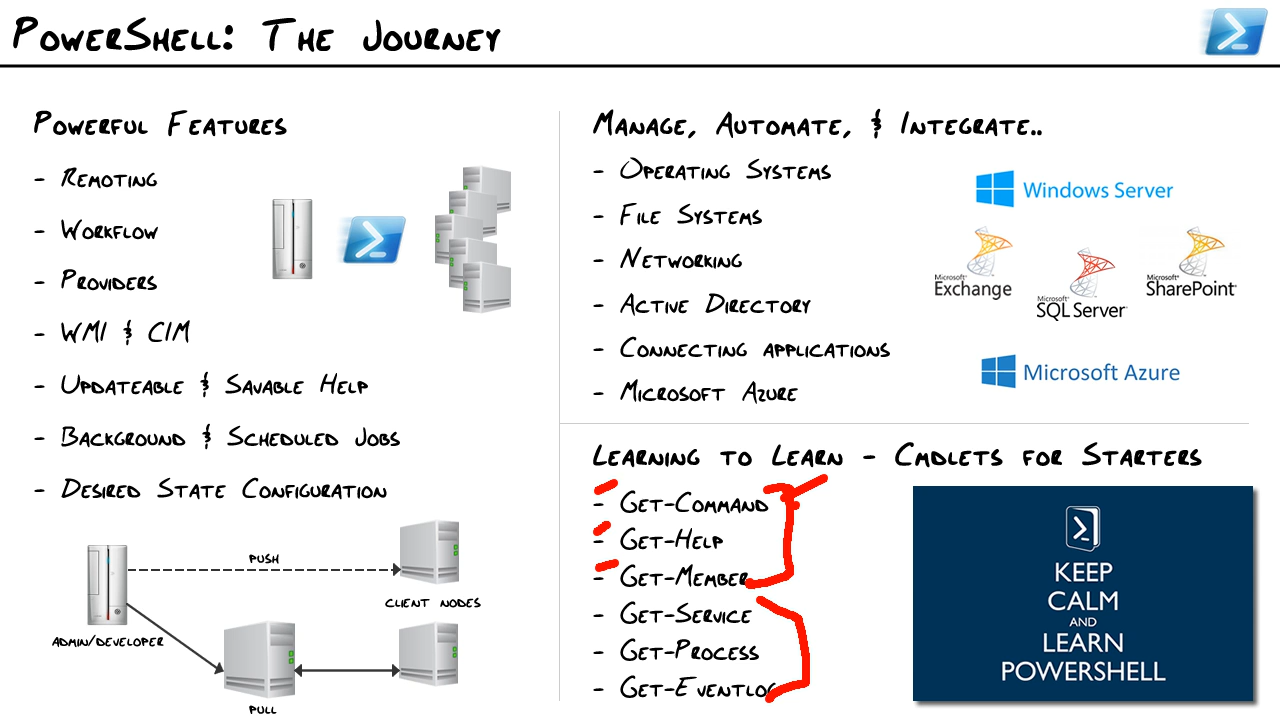 PowerShell: The Journey
Powerful Features
- Remoting
- Workflow
- Providers
- WMI & CIM
- Updateable & Savable Help
- Background & Scheduled Jobs
- Desired State Configuration
PUSH
CLIENT NODES
ADMIN/DEVELOPER
PULL
Manage, Automate, & Integrate..
- Operating Systems
- File Systems
- Networking
- Active Directory
- Connecting applications
- Microsoft Azure
Windows Server
Microsoft®
Exchange
Microsoft®
SQL Server®
Microsoft®
SharePoint®
Microsoft Azure
Learning to Learn - Cmdlets for Starters
- Get-Command
- Get-Help
- Get-Member
- Get-Service
- Get-Process
- Get-Eventlog
KEEP
CALM
AND
LEARN
POWERSHELL